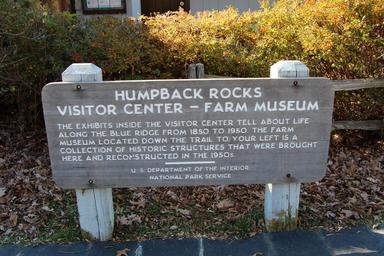 HUMPBACK ROCKS
VISITOR CENTER – FARM MUSEUM
THE EXHIBITS INSIDE THE VISITOR CENTER TELL ABOUT LIFE
ALONG THE BLUE RIDGE FROM 1850 TO 1950. THE FARM
MUSEUM LOCATED DOWN THE TRAIL TO YOUR LEFT IS A
COLLECTION OF HISTORIC STRUCTURES THAT WERE BROUGHT
HERE AND RECONSTRUCTED IN THE 1950S.
U. S. DEPARTMENT OF THE INTERIOR
NATIONAL PARK SERVICE